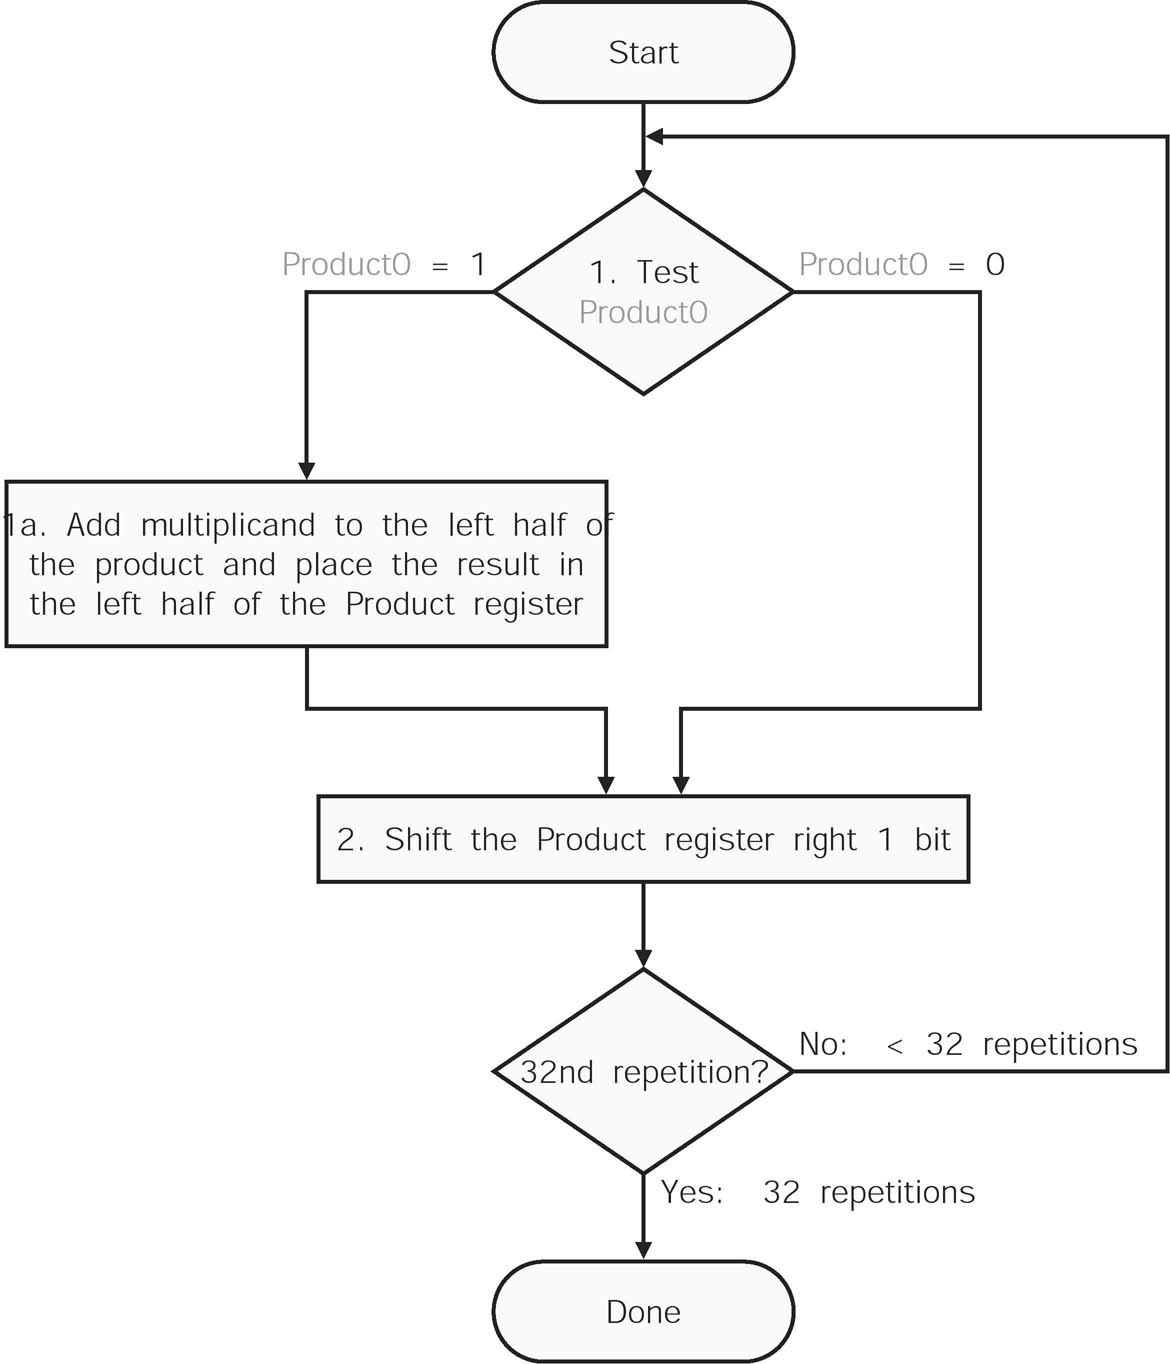 Start
Product0 = 1
Product0 = 0
1. Test
Product0
1a. Add multiplicand to the left half of
the product and place the result in
the left half of the Product register
2. Shift the Product register right 1 bit
32nd repetition?
No: < 32 repetitions
Yes: 32 repetitions
Done